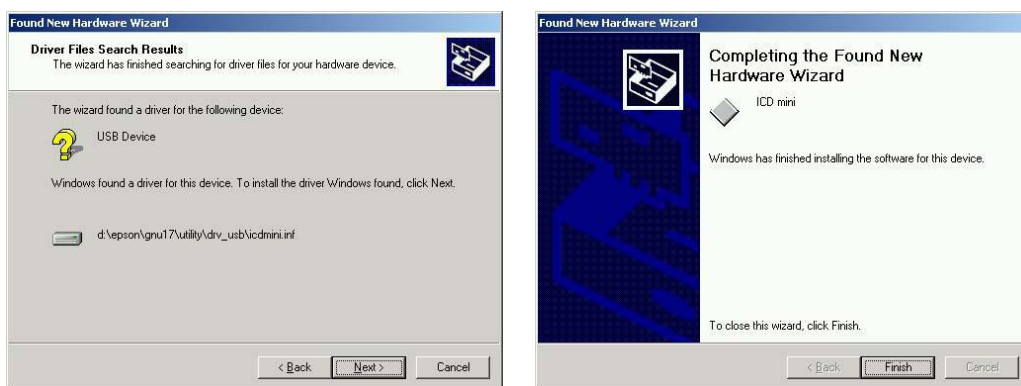 Found New Hardware Wizard
Driver Files Search Results
The wizard has finished searching for driver files for your hardware device.
The wizard found a driver for the following device:
USB Device
Windows found a driver for this device. To install the driver Windows found, click Next.
d:\epson\gnu17\utility\drv_usb\icdmini.inf
< Back
Next >
Cancel
Found New Hardware Wizard
Completing the Found New
Hardware Wizard
ICD mini
Windows has finished installing the software for this device.
To close this wizard, click Finish.
< Back
Finish
Cancel